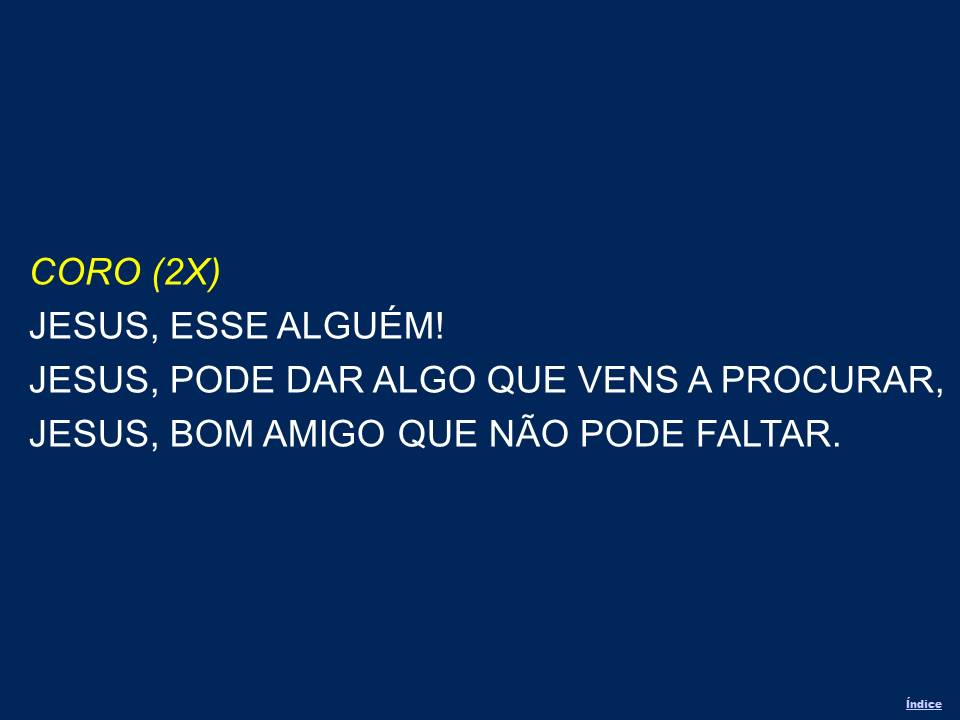 CORO (2X)
JESUS, ESSE ALGUÉM!
JESUS, PODE DAR ALGO QUE VENS A PROCURAR,
JESUS, BOM AMIGO QUE NÃO PODE FALTAR.
Índice